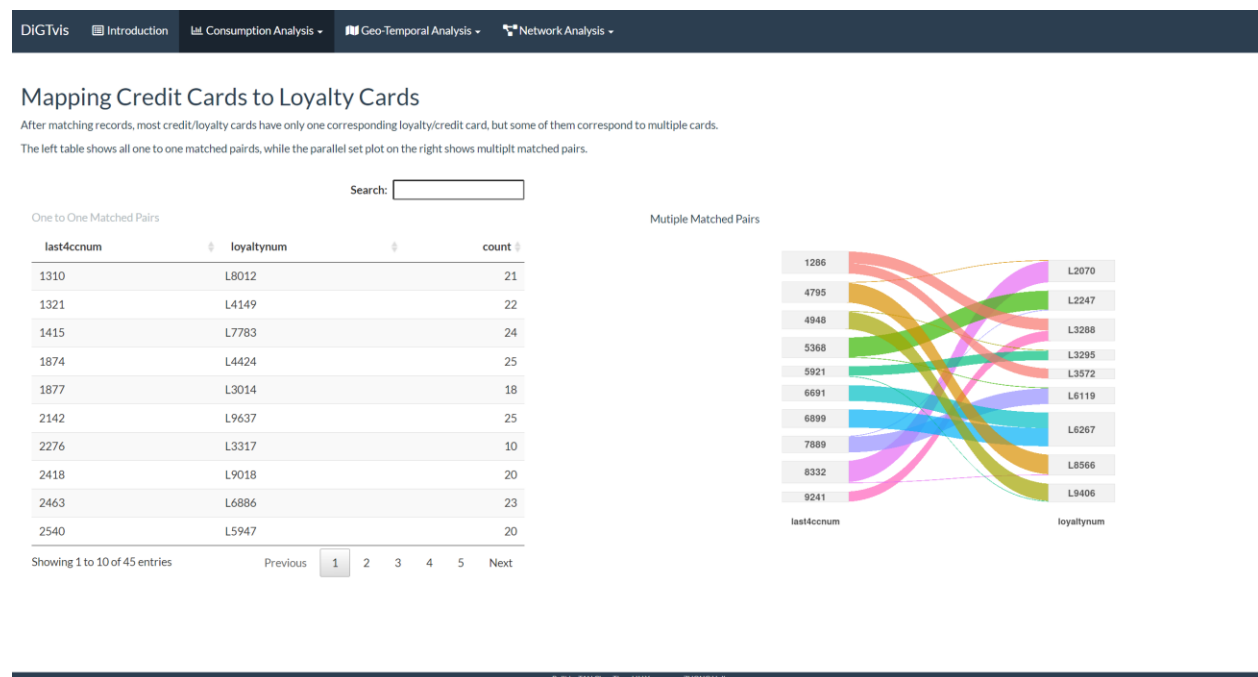 DiGTvis Introduction Consumption Analysis Geo-Temporal Analysis Network Analysis
Mapping Credit Cards to Loyalty Cards
After matching records, most credit/loyalty cards have only one corresponding loyalty/credit card, but some of them correspond to multiple cards.
The left table shows all one to one matched pairds, while the parallel set plot on the right shows multiplt matched pairs.
Search:
One to One Matched Pairs
last4ccnum loyaltynum count
1310 L8012 21
1321 L4149 22
1415 L7783 24
1874 L4424 25
1877 L3014 18
2142 L9637 25
2276 L3317 10
2418 L9018 20
2463 L6886 23
2540 L5947 20
Showing 1 to 10 of 45 entries Previous 1 2 3 4 5 Next
Mutiple Matched Pairs
1286
4795
4948
5368
5921
6691
6899
7889
8332
9241
last4ccnum
L2070
L2247
L3288
L3295
L3572
L6119
L6267
L8566
L9406
loyaltynum